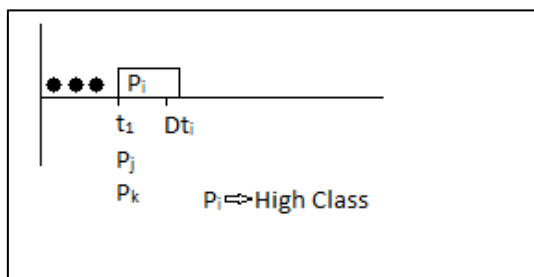 Pᵢ
t₁ Dtᵢ
Pⱼ
Pₖ Pᵢ⇨High Class